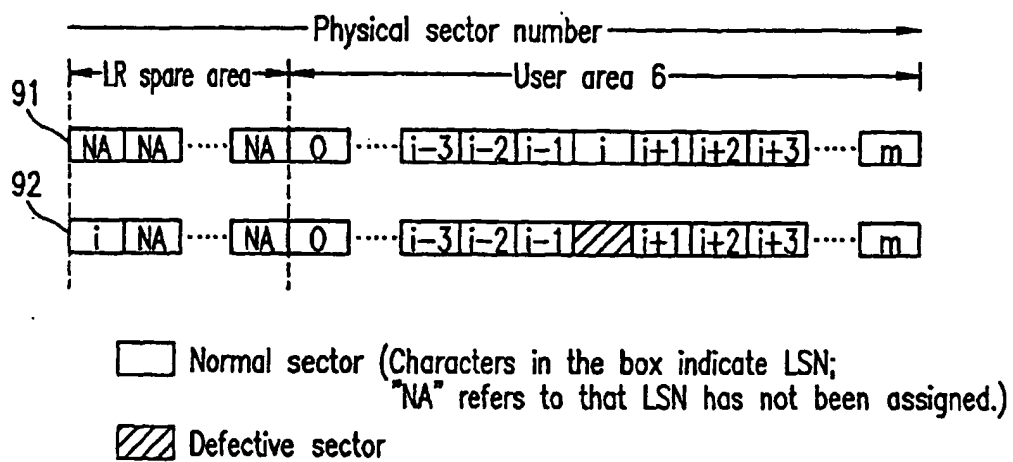 Physical sector number
LR spare area User area 6
91
NA NA ····· NA 0 ····· i-3 i-2 i-1 i i+1 i+2 i+3 ····· m
92
i NA ····· NA 0 ····· i-3 i-2 i-1 i+1 i+2 i+3 ····· m
Normal sector (Characters in the box indicate LSN;
"NA" refers to that LSN has not been assigned.)
Defective sector